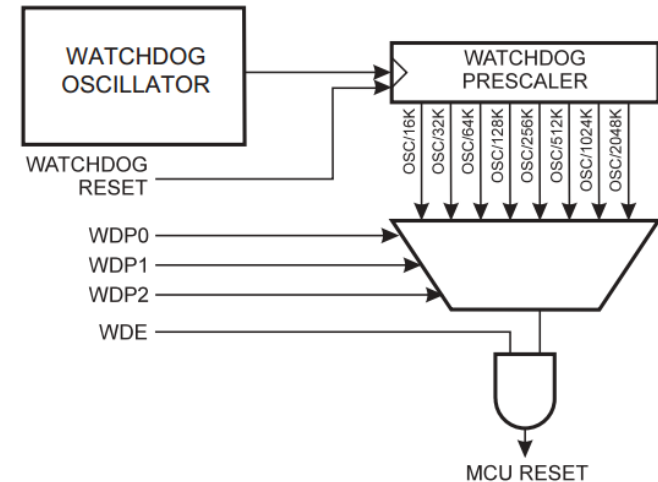 WATCHDOG
OSCILLATOR
WATCHDOG
PRESCALER
OSC/16K
OSC/32K
OSC/64K
OSC/128K
OSC/256K
OSC/512K
OSC/1024K
OSC/2048K
WATCHDOG
RESET
WDP0
WDP1
WDP2
WDE
MCU RESET